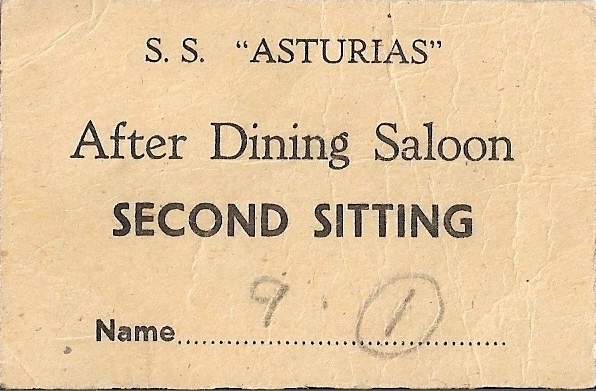 S. S. “ASTURIAS”
After Dining Saloon
SECOND SITTING
Name 9. 1